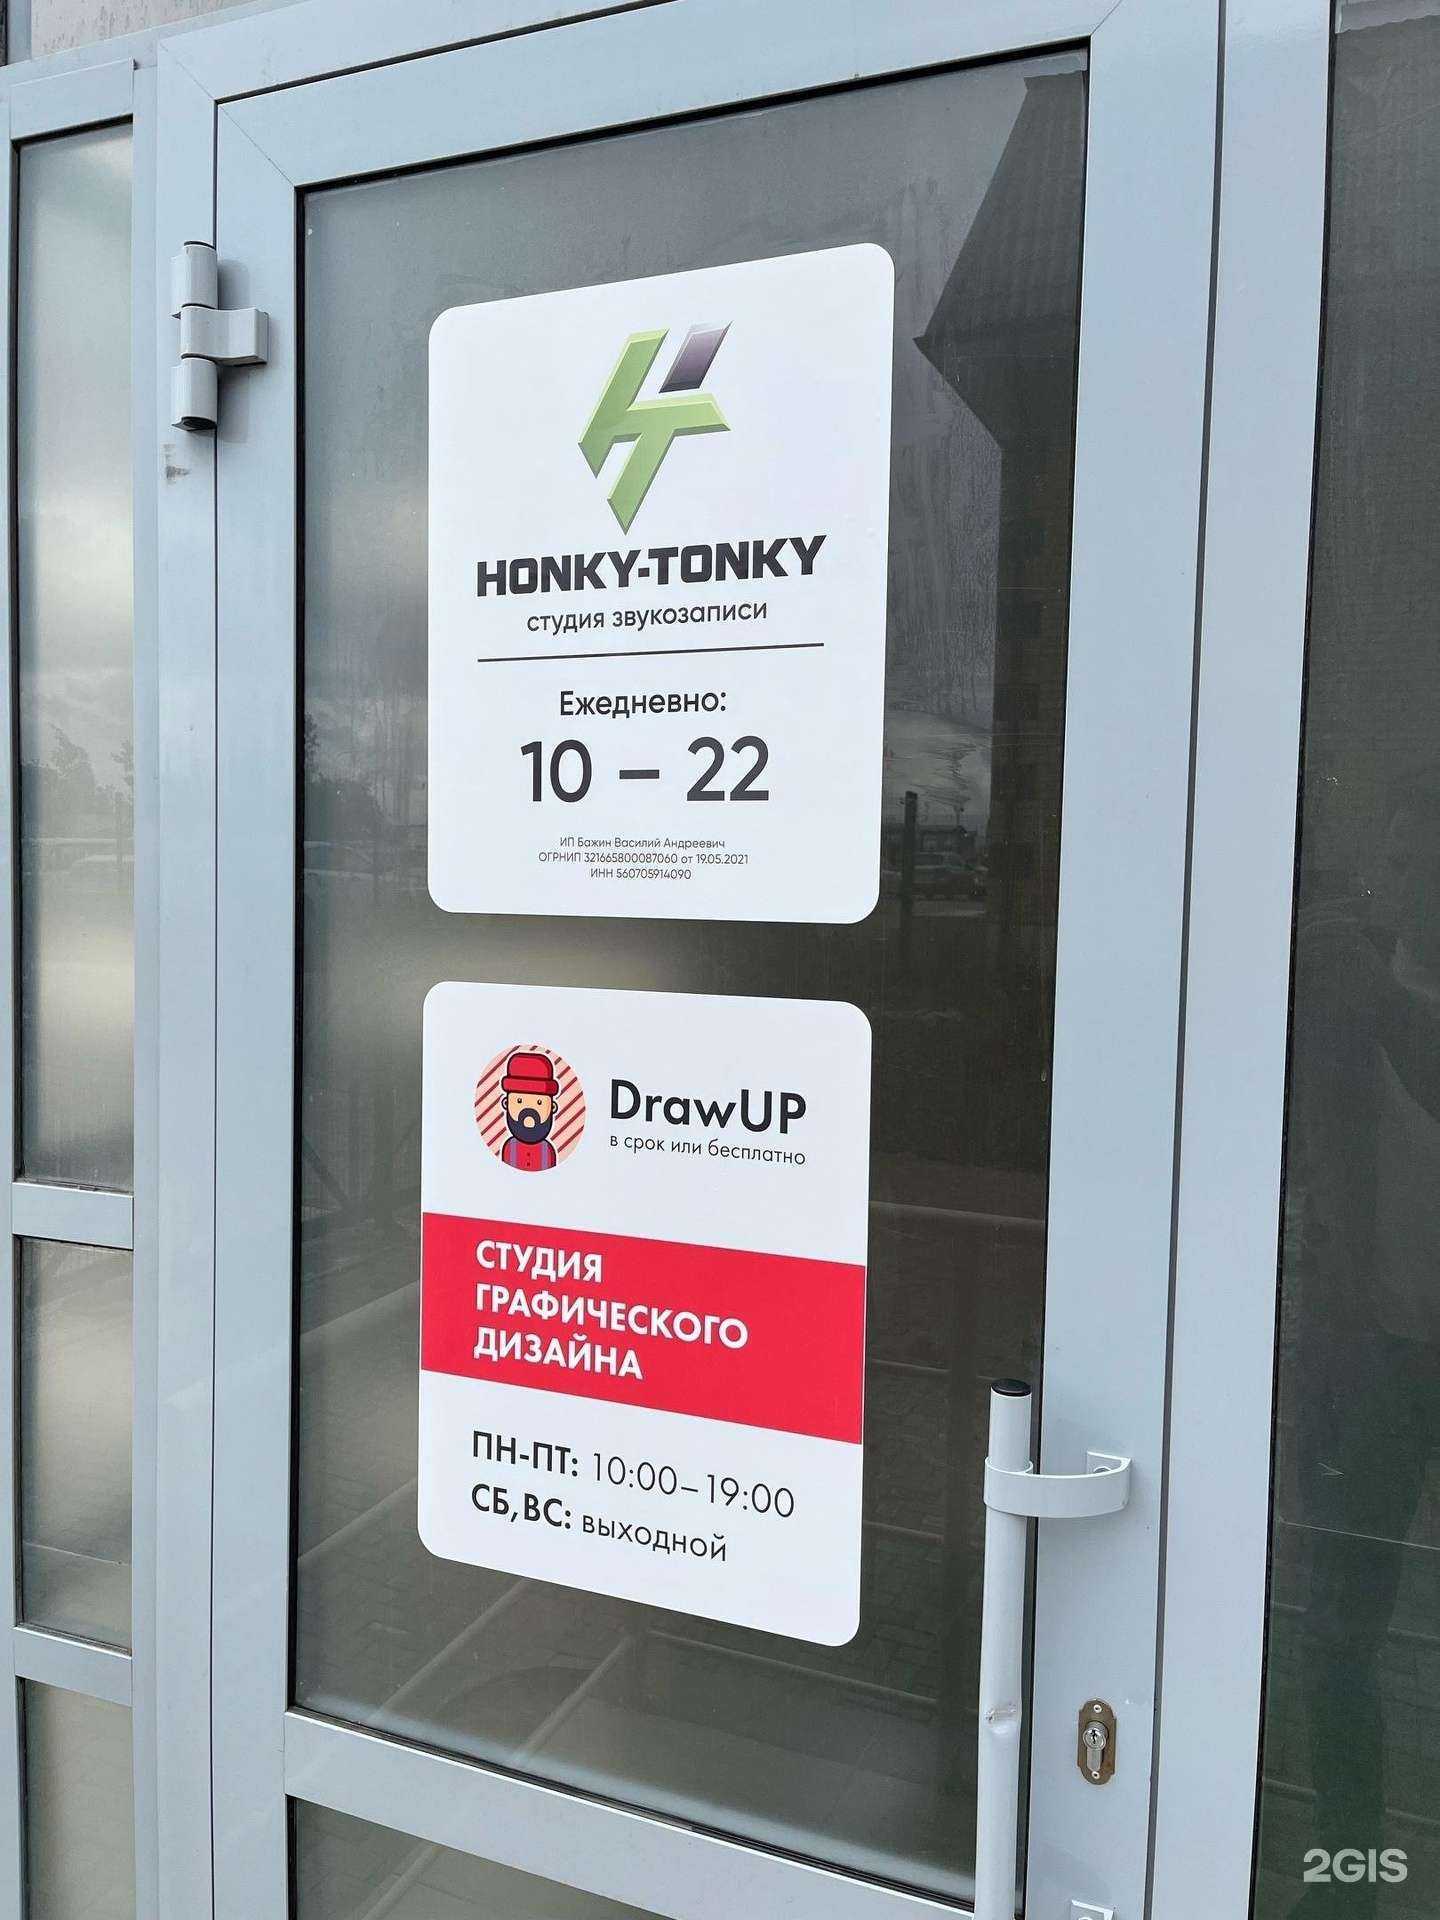 HONKY-TONKY
студия звукозаписи
Ежедневно:
10 – 22
ИП Бажин Василий Андреевич
ОГРНИП 321665800087060 от 19.05.2021
ИНН 560705914090
DrawUP
в срок или бесплатно
СТУДИЯ
ГРАФИЧЕСКОГО
ДИЗАЙНА
ПН-ПТ: 10:00–19:00
СБ, ВС: выходной
2GIS